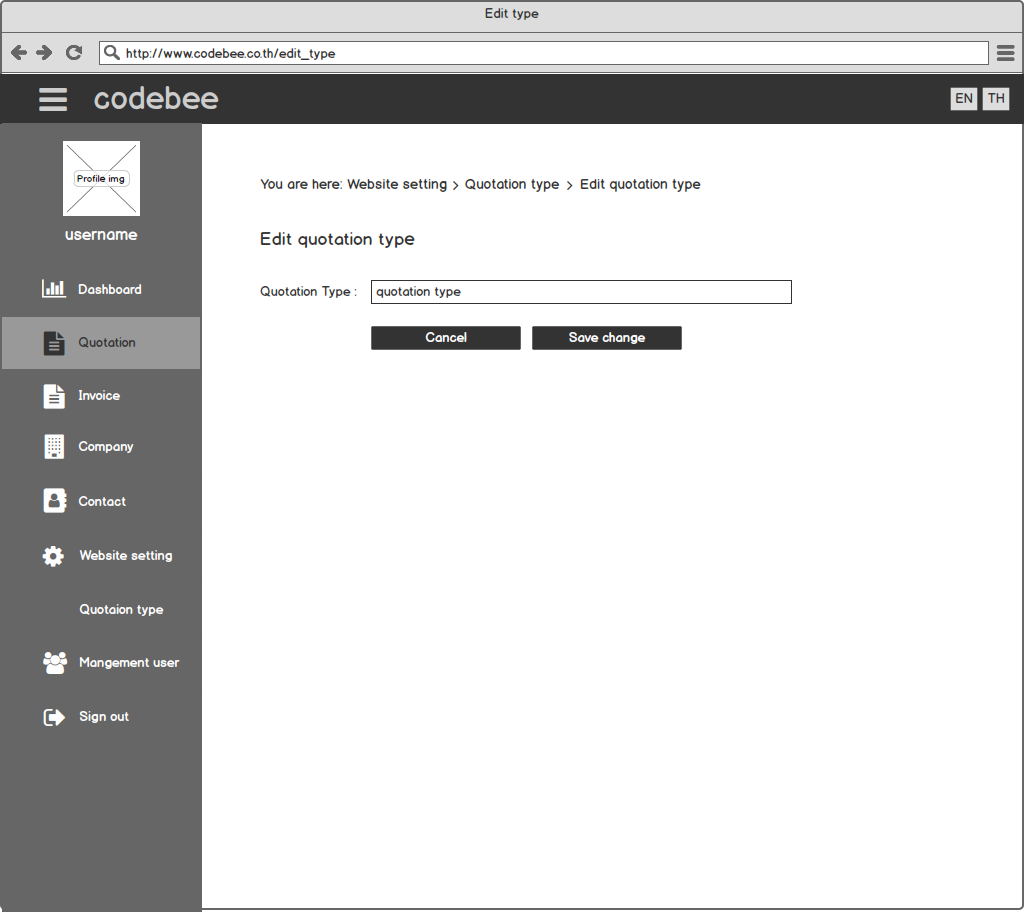 Edit type
http://www.codebee.co.th/edit_type
codebee
EN TH
Profile img
username
Dashboard
Quotation
Invoice
Company
Contact
Website setting
Quotaion type
Mangement user
Sign out
You are here: Website setting > Quotation type > Edit quotation type
Edit quotation type
Quotation Type : quotation type
Cancel Save change